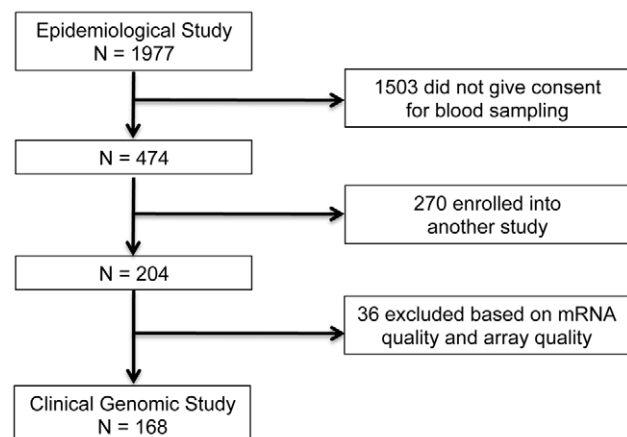 Epidemiological Study
N = 1977
1503 did not give consent
for blood sampling
N = 474
270 enrolled into
another study
N = 204
36 excluded based on mRNA
quality and array quality
Clinical Genomic Study
N = 168